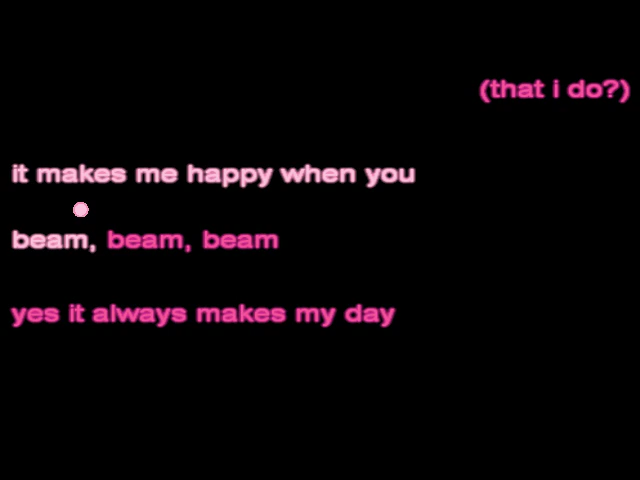 (that i do?)
it makes me happy when you
beam, beam, beam
yes it always makes my day